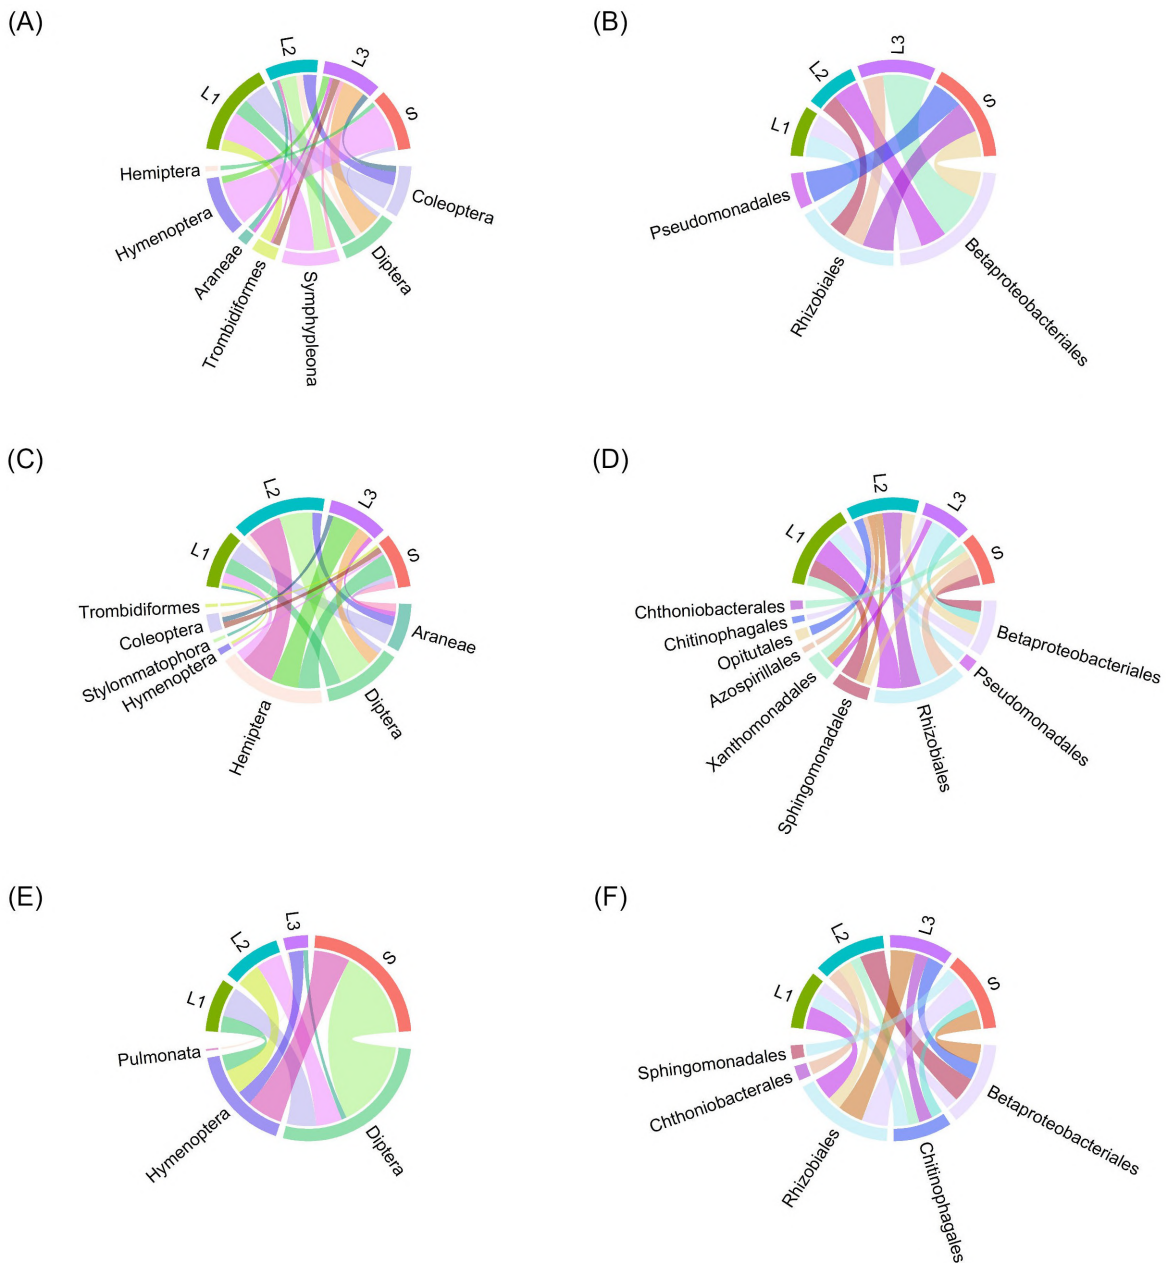 (A)
L1
L2
L3
S
Hemiptera
Hymenoptera
Araneae
Trombidiformes
Symphypleona
Diptera
Coleoptera
(B)
L1
L2
L3
S
Pseudomonadales
Rhizobiales
Betaproteobacteriales
(C)
L1
L2
L3
S
Trombidiformes
Coleoptera
Stylommatophora
Hymenoptera
Hemiptera
Diptera
Araneae
(D)
L1
L2
L3
S
Chthoniobacterales
Chitinophagales
Opitutales
Azospirillales
Xanthomonadales
Sphingomonadales
Rhizobiales
Pseudomonadales
Betaproteobacteriales
(E)
L1
L2
L3
S
Pulmonata
Hymenoptera
Diptera
(F)
L1
L2
L3
S
Sphingomonadales
Chthoniobacterales
Rhizobiales
Chitinophagales
Betaproteobacteriales